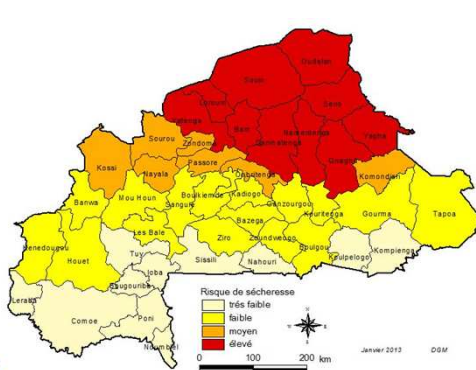 Oudalan
Soum
Loroum
Seno
Yatenga
Bam
Namentenga
Sanmatenga
Yagha
Sourou
Zondoma
Passore
Gnagna
Kossi
Nayala
Oubritenga
Komondjari
Banwa
Mou Houn
Boulkiemde
Sanguie
Kadiogo
Ganzourgou
Kouritenga
Gourma
Tapoa
Bazega
Les Bale
Kenedougou
Houet
Ziro
Zoundweogo
Boulgou
Kompienga
Koulpelogo
Tuy
Sissili
Nahouri
Ioba
Bougouriba
Leraba
Comoe
Poni
Noumbiel
Risque de sécheresse
trés faible
faible
moyen
élevé
0 100 200 km
Janvier 2013 DGM